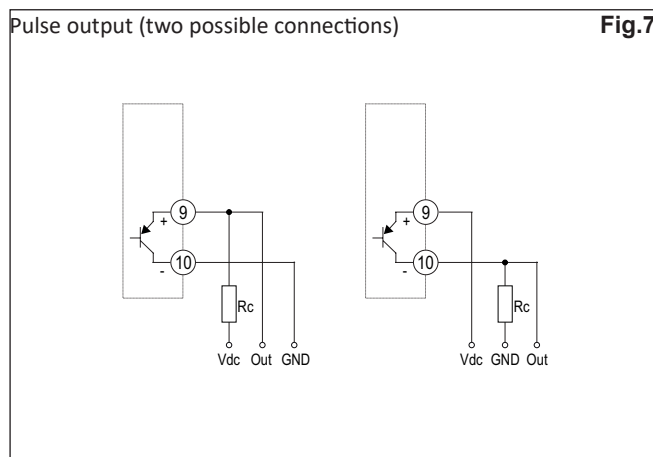 Pulse output (two possible connections) Fig.7
9 9
+ +
10 10
- -
Rc Rc
Vdc Out GND Vdc GND Out